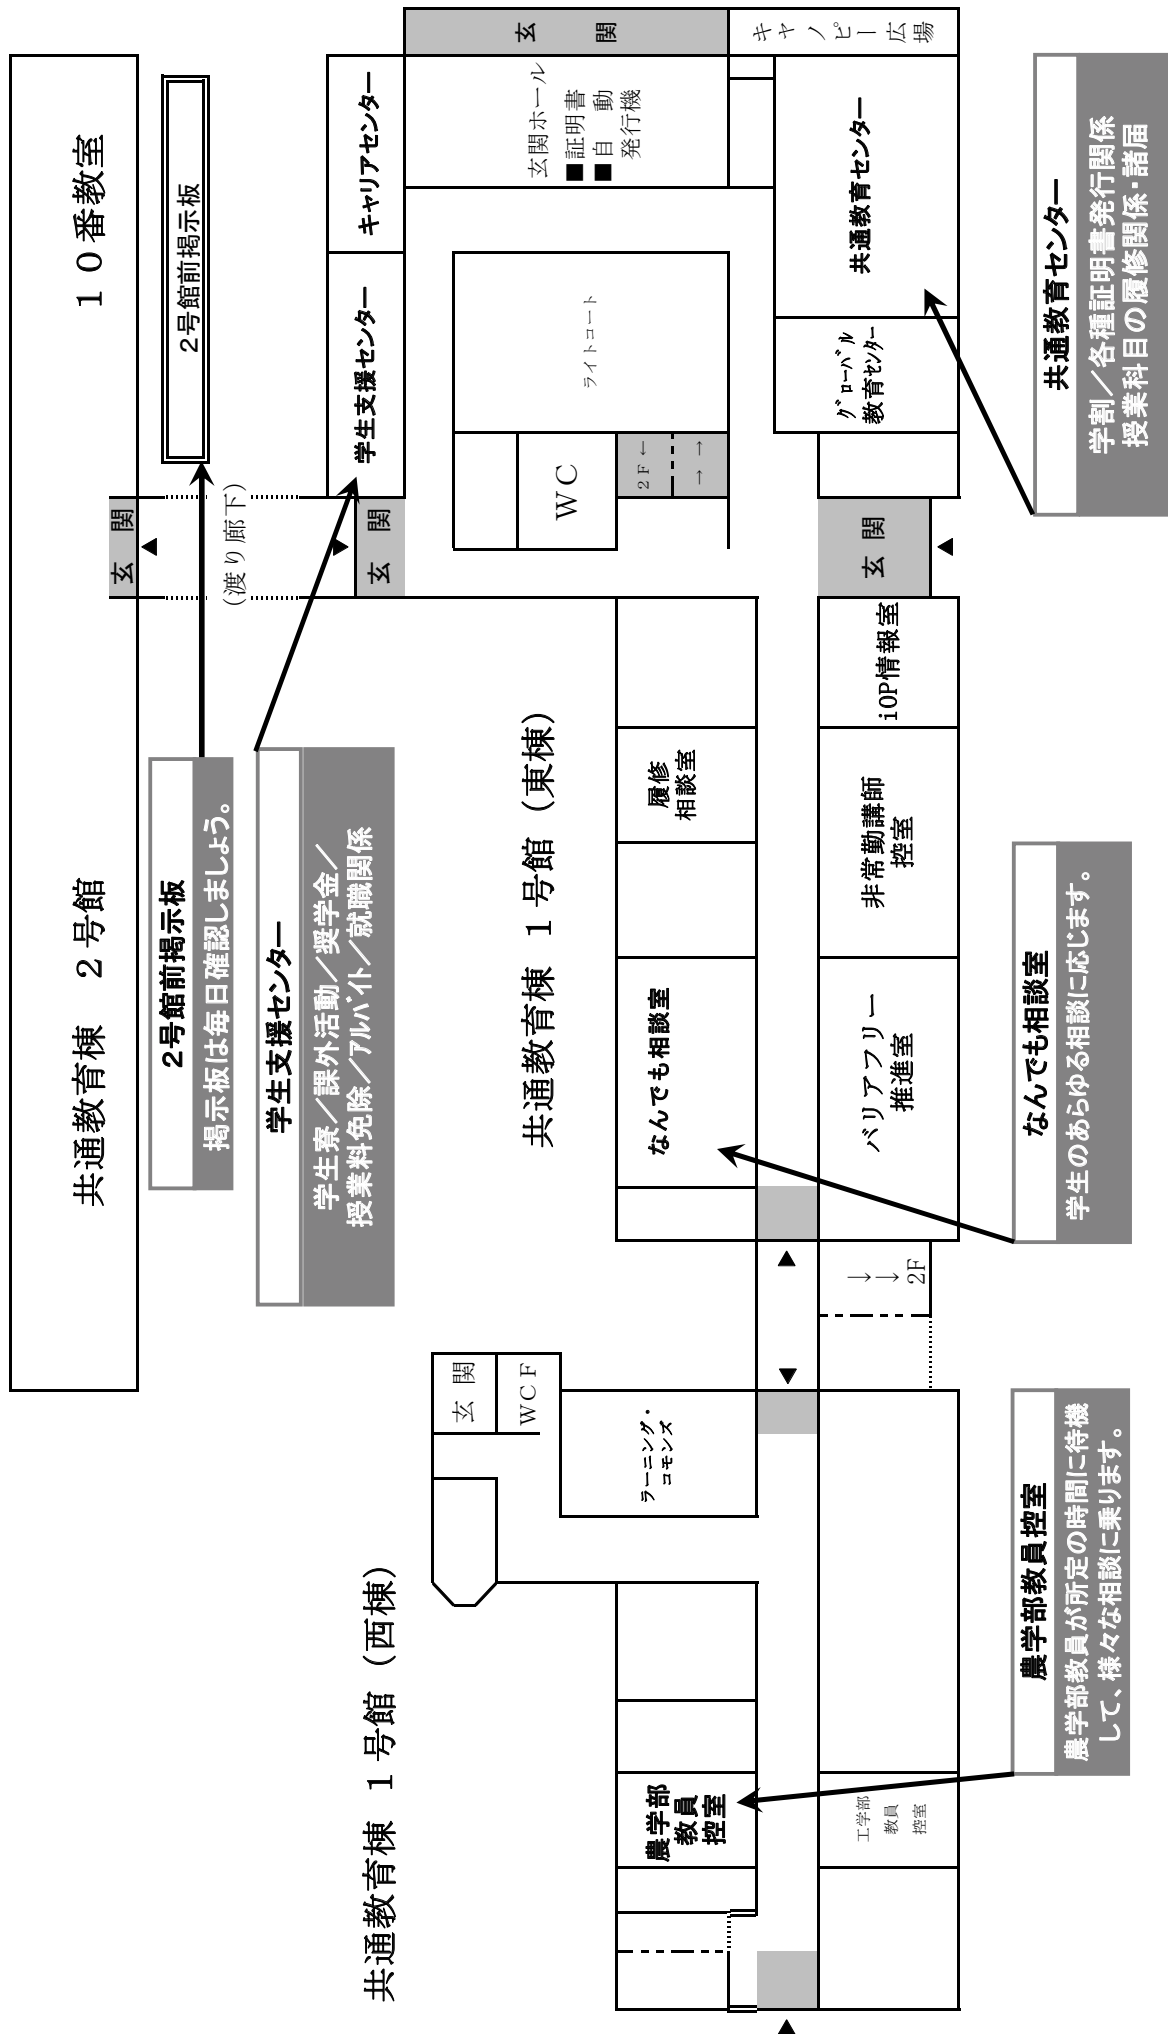 共通教育棟　２号館
１０番教室
2号館前掲示板
2号館前掲示板
掲示板は毎日確認しましょう。
玄　関
(渡り廊下)
学生支援センター
学生寮／課外活動／奨学金／
授業料免除／アルバイト／就職関係
学生支援センター
キャリアセンター
玄　関
玄　関
玄関ホール
■証明書
■自　動
発行機
キャノピー広場
共通教育棟　１号館（西棟）
共通教育棟　１号館（東棟）
玄　関
ＷＣＦ
ラーニング・
コモンズ
農学部
教員
控室
なんでも相談室
履修
相談室
ＷＣ
２Ｆ←
→→
ライトコート
工学部
教員
控室
→→
2F
バリアフリー
推進室
非常勤講師
控室
iOP情報室
玄　関
グローバル
教育センター
共通教育センター
農学部教員控室
農学部教員が所定の時間に待機
して、様々な相談に乗ります。
なんでも相談室
学生のあらゆる相談に応じます。
共通教育センター
学割／各種証明書発行関係
授業科目の履修関係・諸届